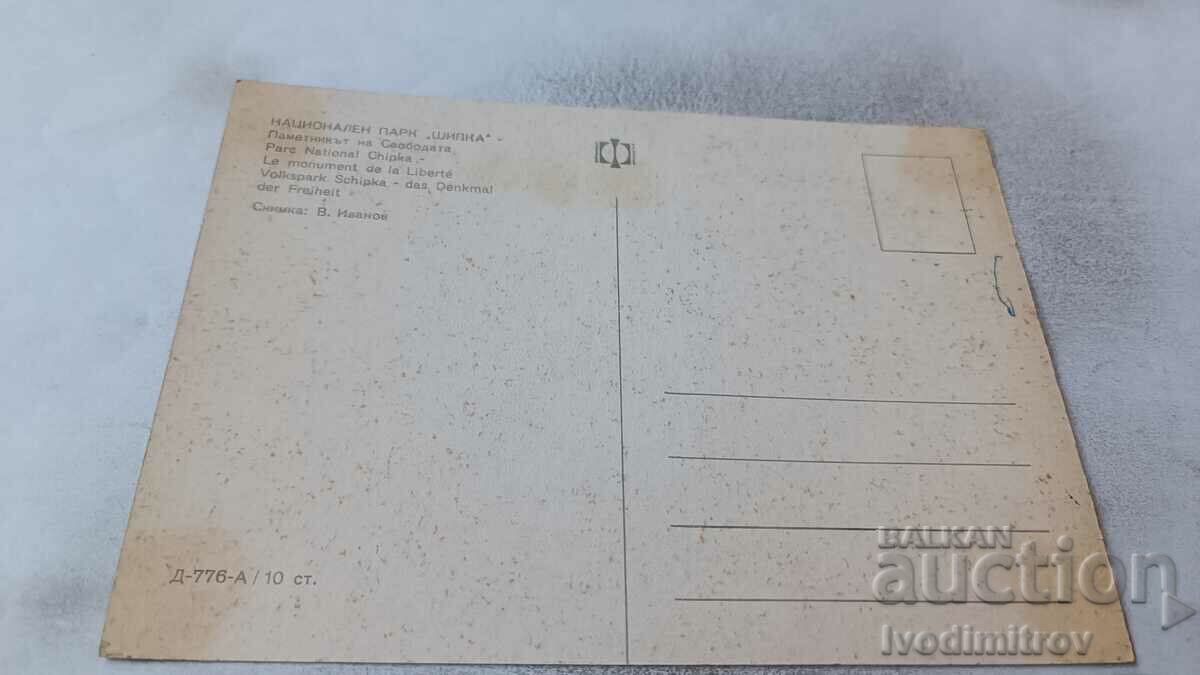 НАЦИОНАЛЕН ПАРК „ШИПКА“ -
Паметникът на Свободата
Parc National Chipka -
Le monument de la Liberté
Volkspark Schipka - das Denkmal
der Freiheit
Снимка: В. Иванов
Д-776-А / 10 ст.
BALKAN
auction
Ivodimitrov